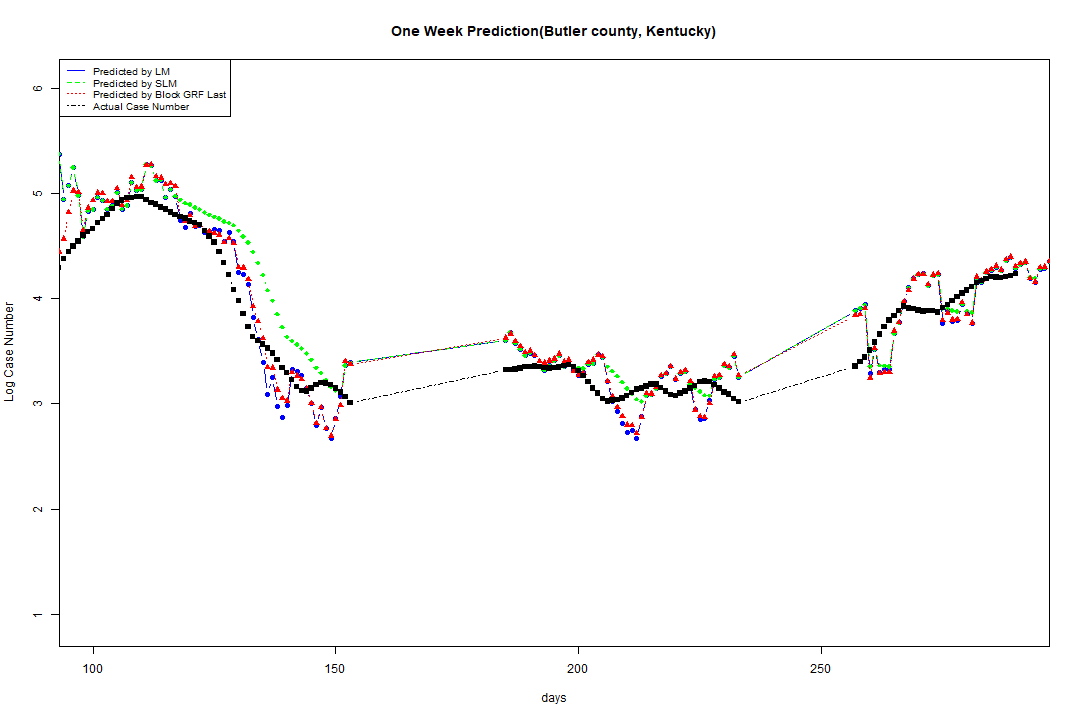 One Week Prediction(Butler county, Kentucky)
Predicted by LM
Predicted by SLM
Predicted by Block GRF Last
Actual Case Number
6
5
4
3
2
1
Log Case Number
100
150
200
250
days